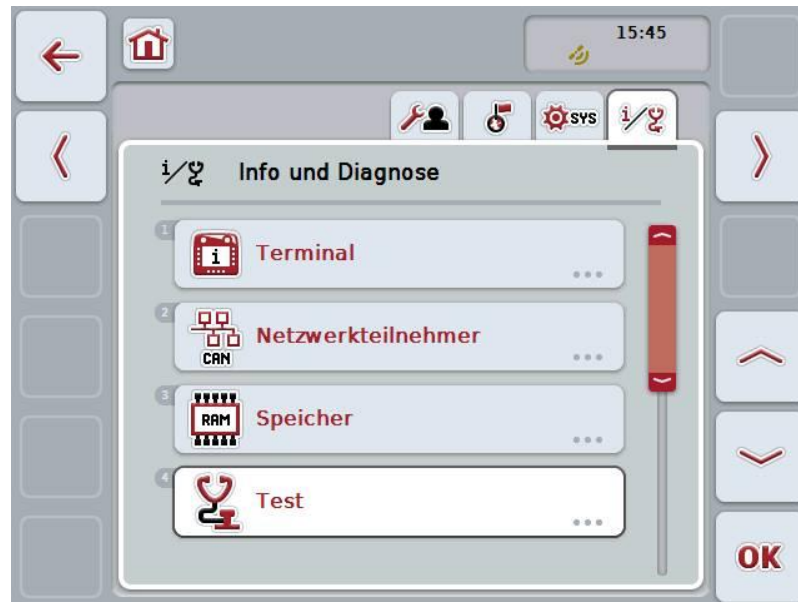 15:45
SYS
i/
i/ Info und Diagnose
1
i
Terminal
2
CAN
Netzwerkteilnehmer
3
RAM
Speicher
4
Test
OK